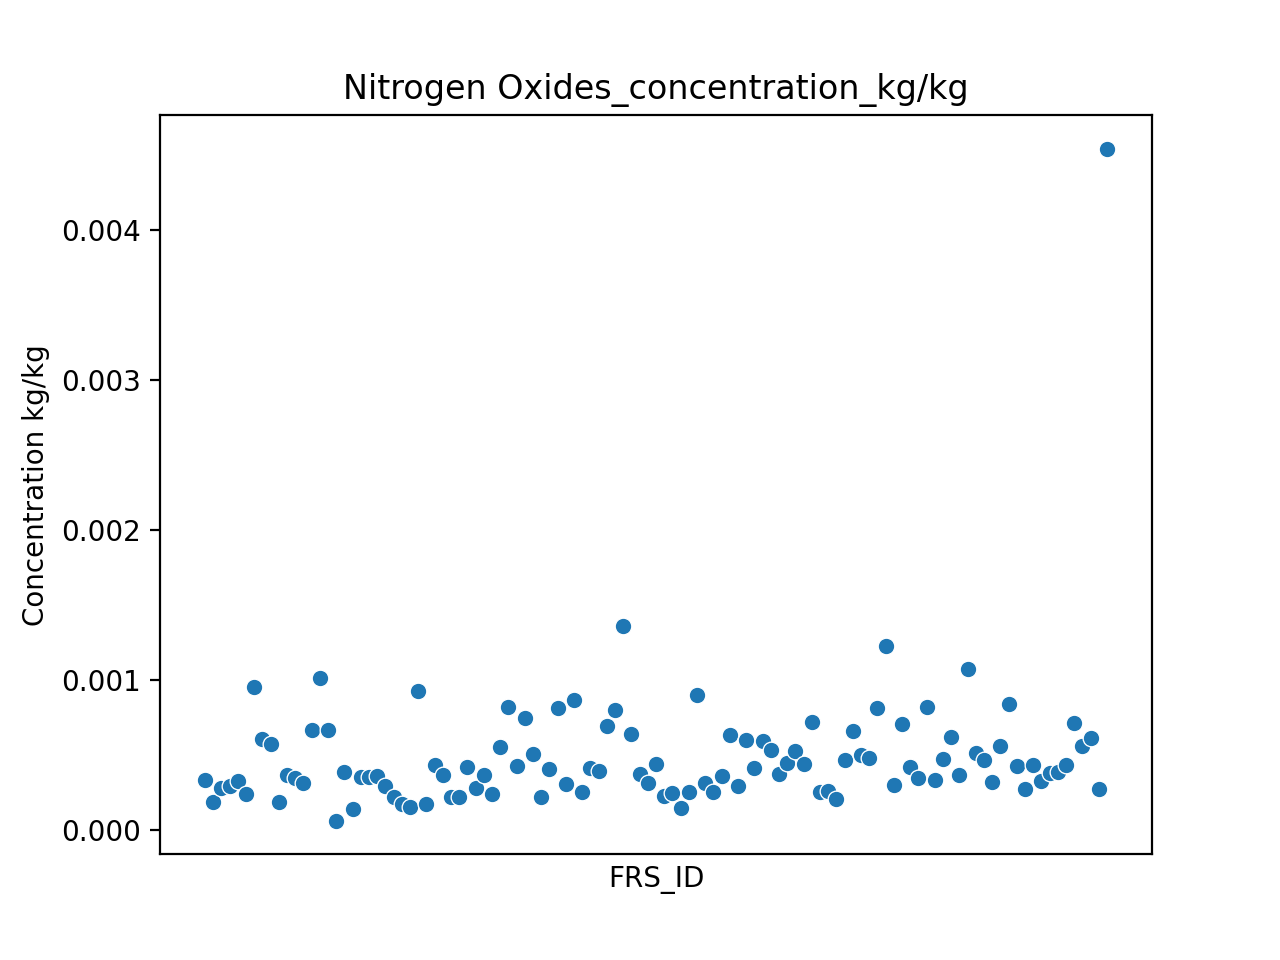 Nitrogen Oxides_concentration_kg/kg
0.004
0.003
0.002
0.001
0.000
Concentration kg/kg
FRS_ID